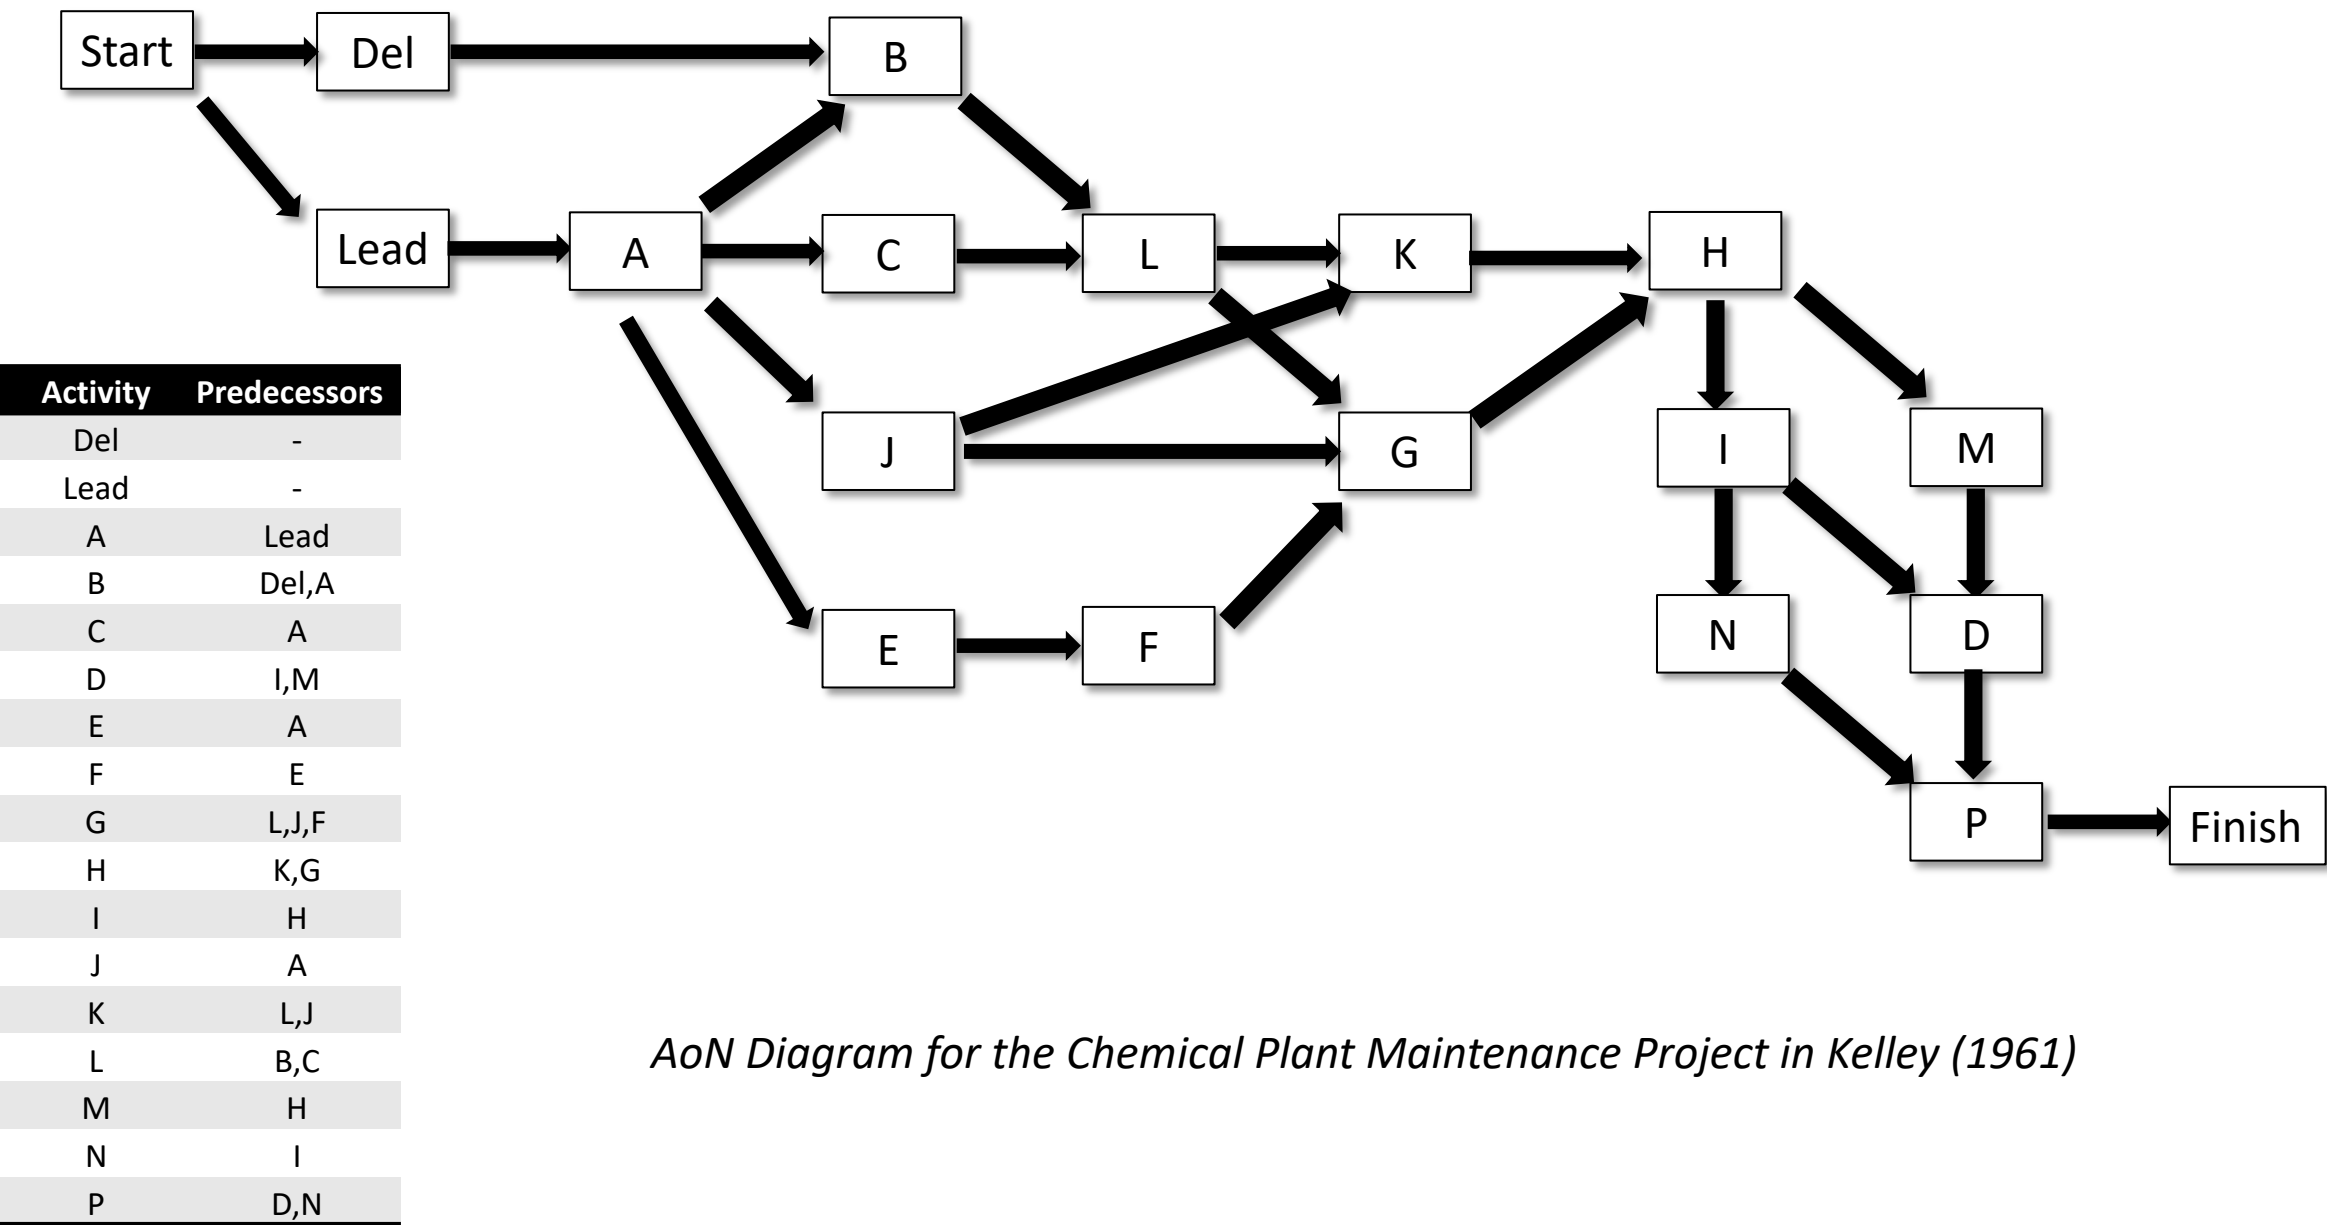 Start Del B
Lead A C L K H
J G I M
E F N D
P Finish
Activity Predecessors
Del -
Lead -
A Lead
B Del,A
C A
D I,M
E A
F E
G L,J,F
H K,G
I H
J A
K L,J
L B,C
M H
N I
P D,N
AoN Diagram for the Chemical Plant Maintenance Project in Kelley (1961)